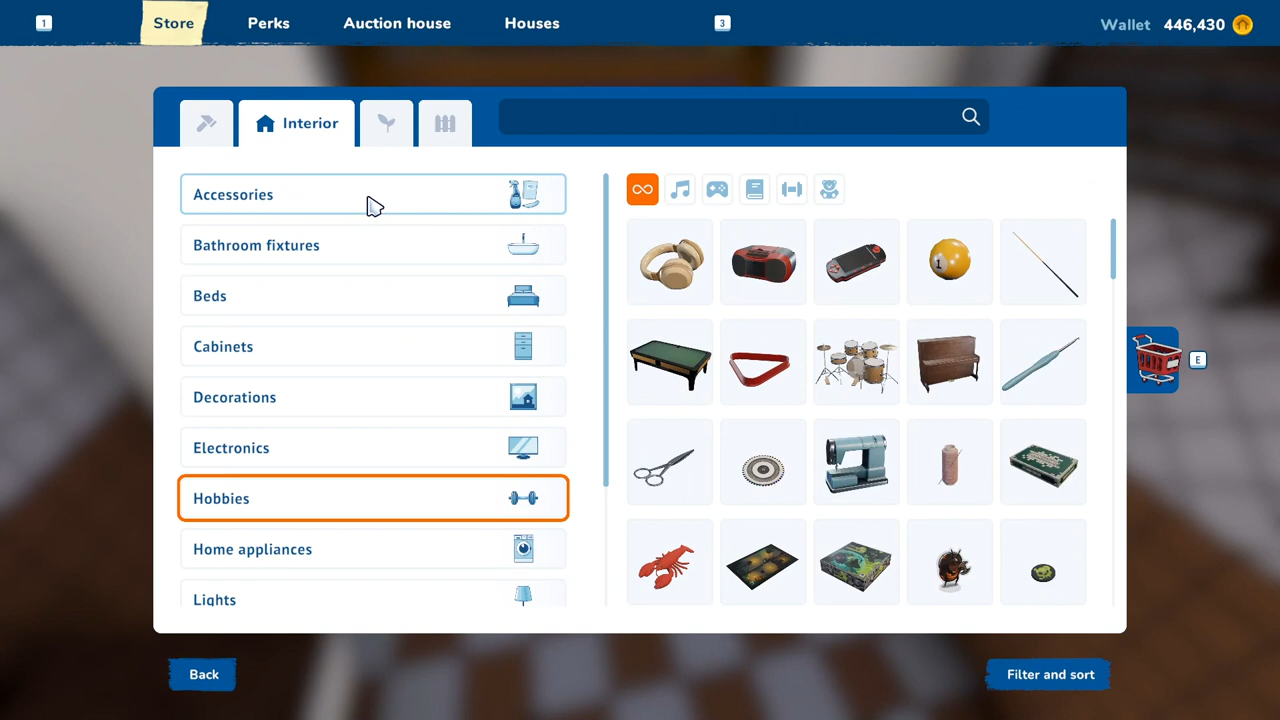 1 Store Perks Auction house Houses 3 Wallet 446,430
Interior
Accessories
Bathroom fixtures
Beds
Cabinets
Decorations
Electronics
Hobbies
Home appliances
Lights
1
E
Back
Filter and sort